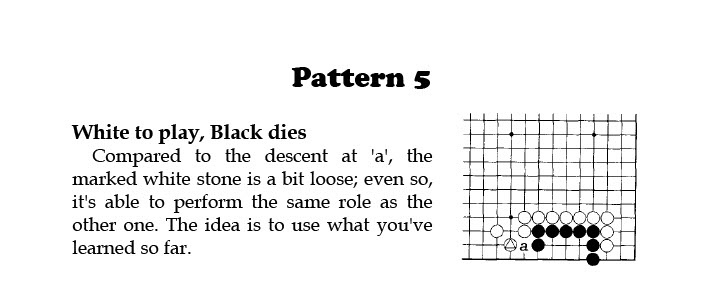 Pattern 5
White to play, Black dies
Compared to the descent at 'a', the
marked white stone is a bit loose; even so,
it's able to perform the same role as the
other one. The idea is to use what you've
learned so far.
a